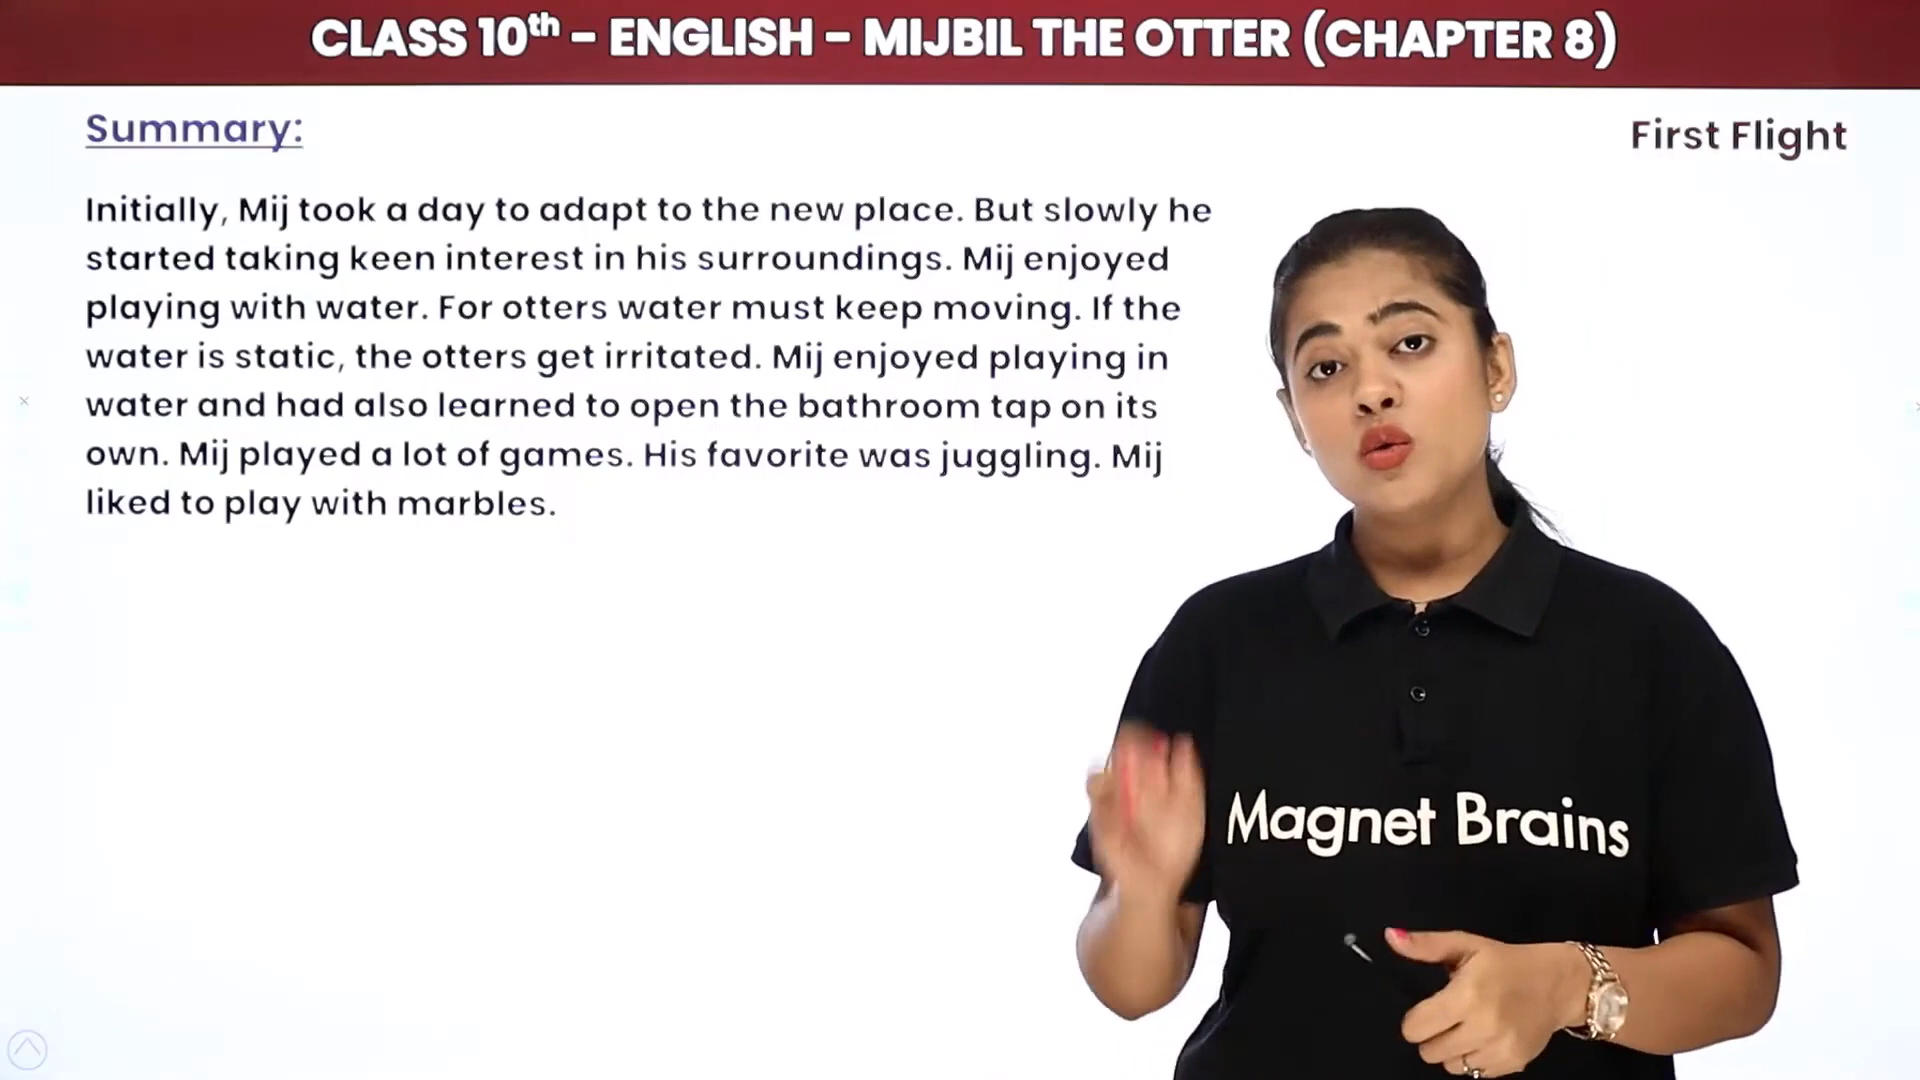 CLASS 10th - ENGLISH - MIJBIL THE OTTER (CHAPTER 8)
Summary:
First Flight
Initially, Mij took a day to adapt to the new place. But slowly he
started taking keen interest in his surroundings. Mij enjoyed
playing with water. For otters water must keep moving. If the
water is static, the otters get irritated. Mij enjoyed playing in
water and had also learned to open the bathroom tap on its
own. Mij played a lot of games. His favorite was juggling. Mij
liked to play with marbles.
Magnet Brains